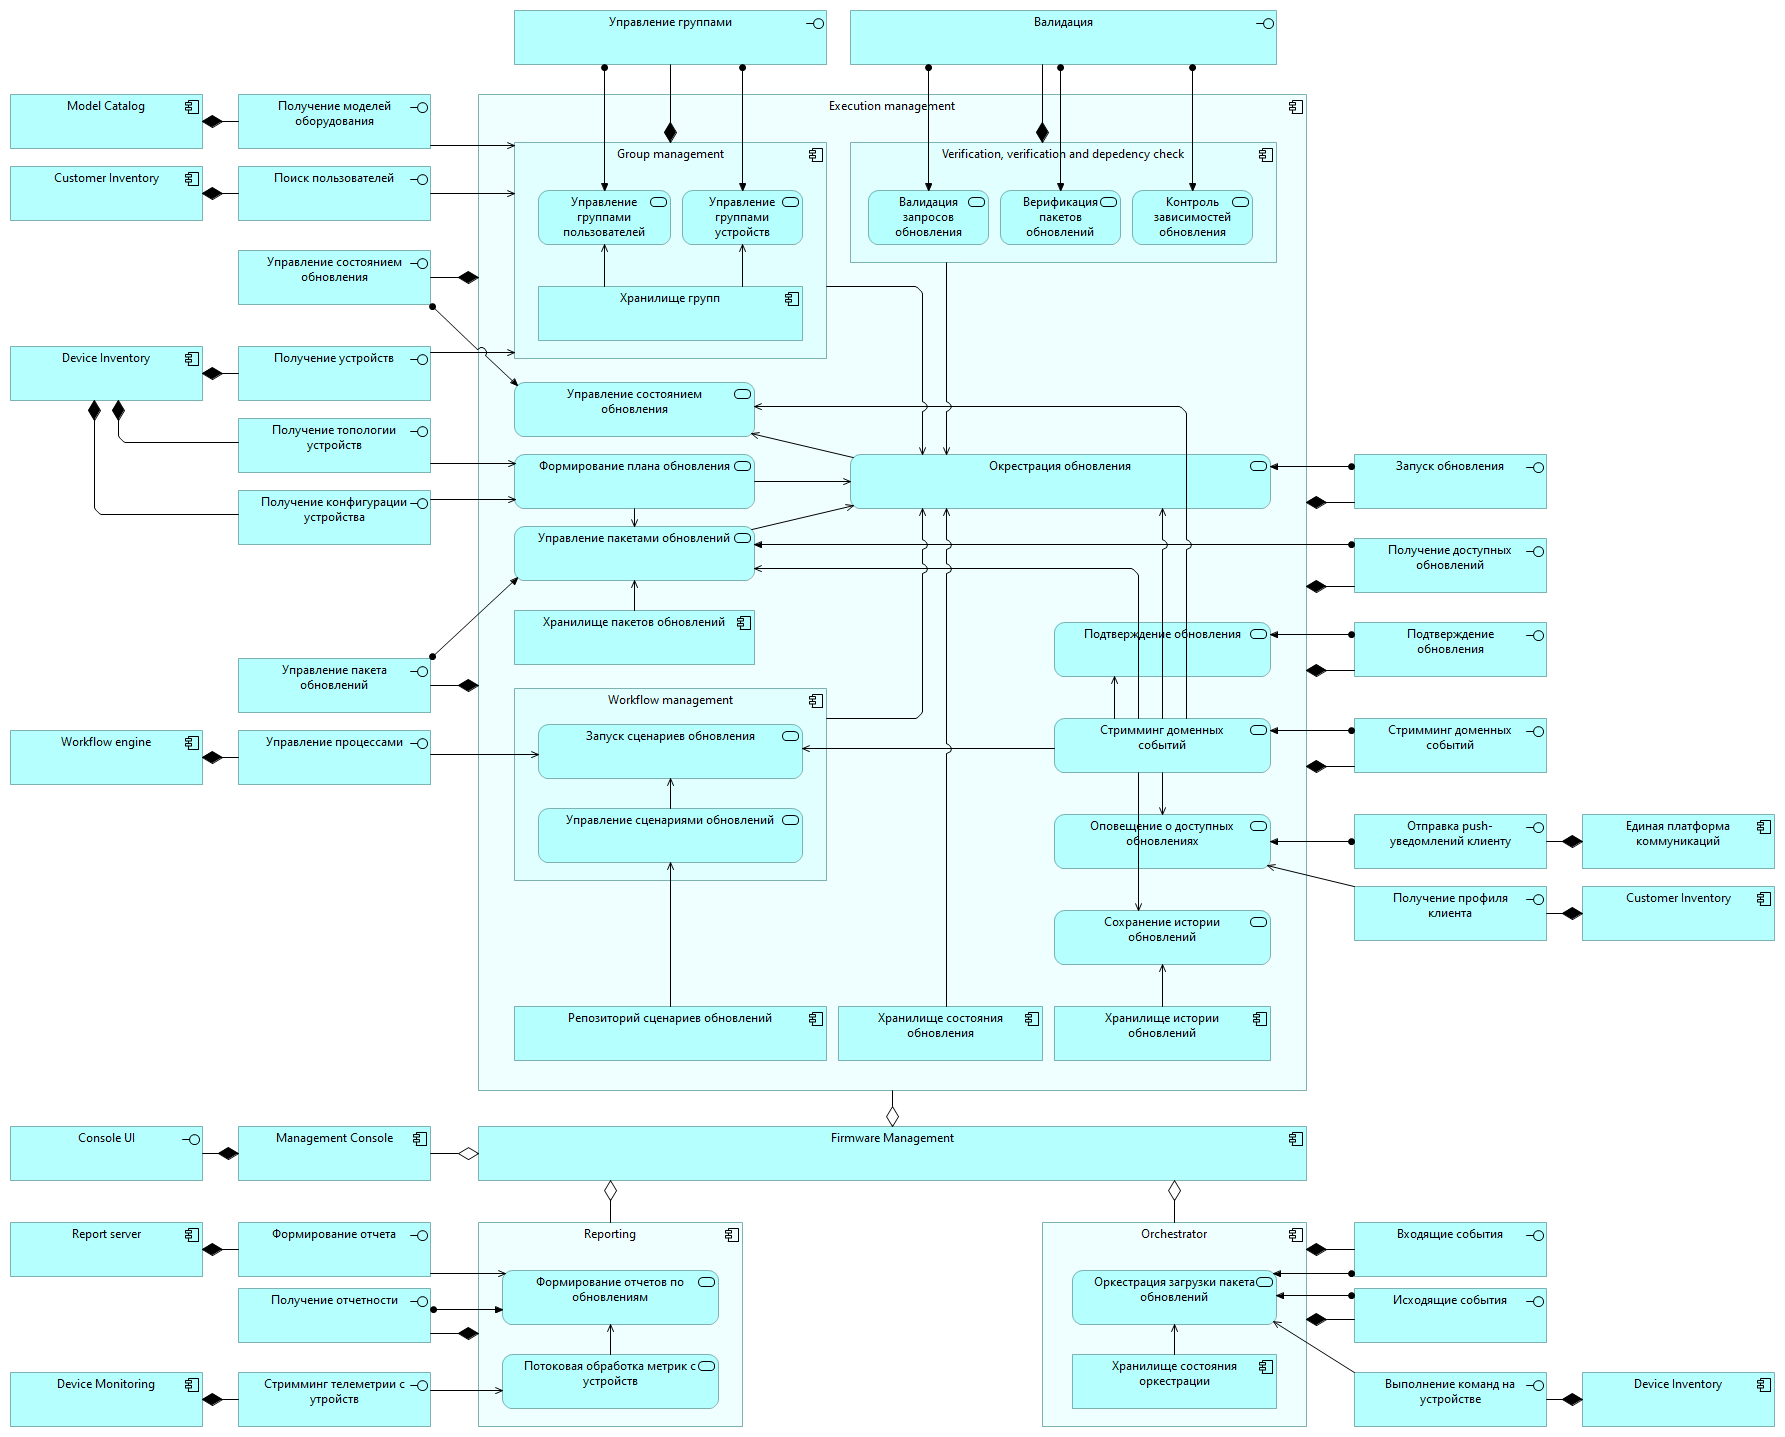 Управление группами
Валидация
Model Catalog
Получение моделей
оборудования
Execution management
Group management
Verification, verification and depedency check
Customer Inventory
Поиск пользователей
Управление
группами
пользователей
Управление
группами
устройств
Валидация
запросов
обновления
Верификация
пакетов
обновлений
Контроль
зависимостей
обновления
Управление состоянием
обновления
Хранилище групп
Device Inventory
Получение устройств
Управление состоянием
обновления
Получение топологии
устройств
Формирование плана обновления
Окрестрация обновления
Запуск обновления
Получение конфигурации
устройства
Управление пакетами обновлений
Получение доступных
обновлений
Хранилище пакетов обновлений
Подтверждение обновления
Подтверждение
обновления
Управление пакета
обновлений
Workflow management
Workflow engine
Управление процессами
Запуск сценариев обновления
Стримминг доменных
событий
Стримминг доменных
событий
Управление сценариями обновлений
Оповещение о доступных
обновлениях
Отправка push-
уведомлений клиенту
Единая платформа
коммуникаций
Получение профиля
клиента
Customer Inventory
Сохранение истории
обновлений
Репозиторий сценариев обновлений
Хранилище состояния
обновления
Хранилище истории
обновлений
Console UI
Management Console
Firmware Management
Report server
Формирование отчета
Reporting
Orchestrator
Входящие события
Формирование отчетов по
обновлениям
Оркестрация загрузки пакета
обновлений
Получение отчетности
Исходящие события
Device Monitoring
Стримминг телеметрии с
утройств
Потоковая обработка метрик с
устройств
Хранилище состояния
оркестрации
Выполнение команд на
устройстве
Device Inventory